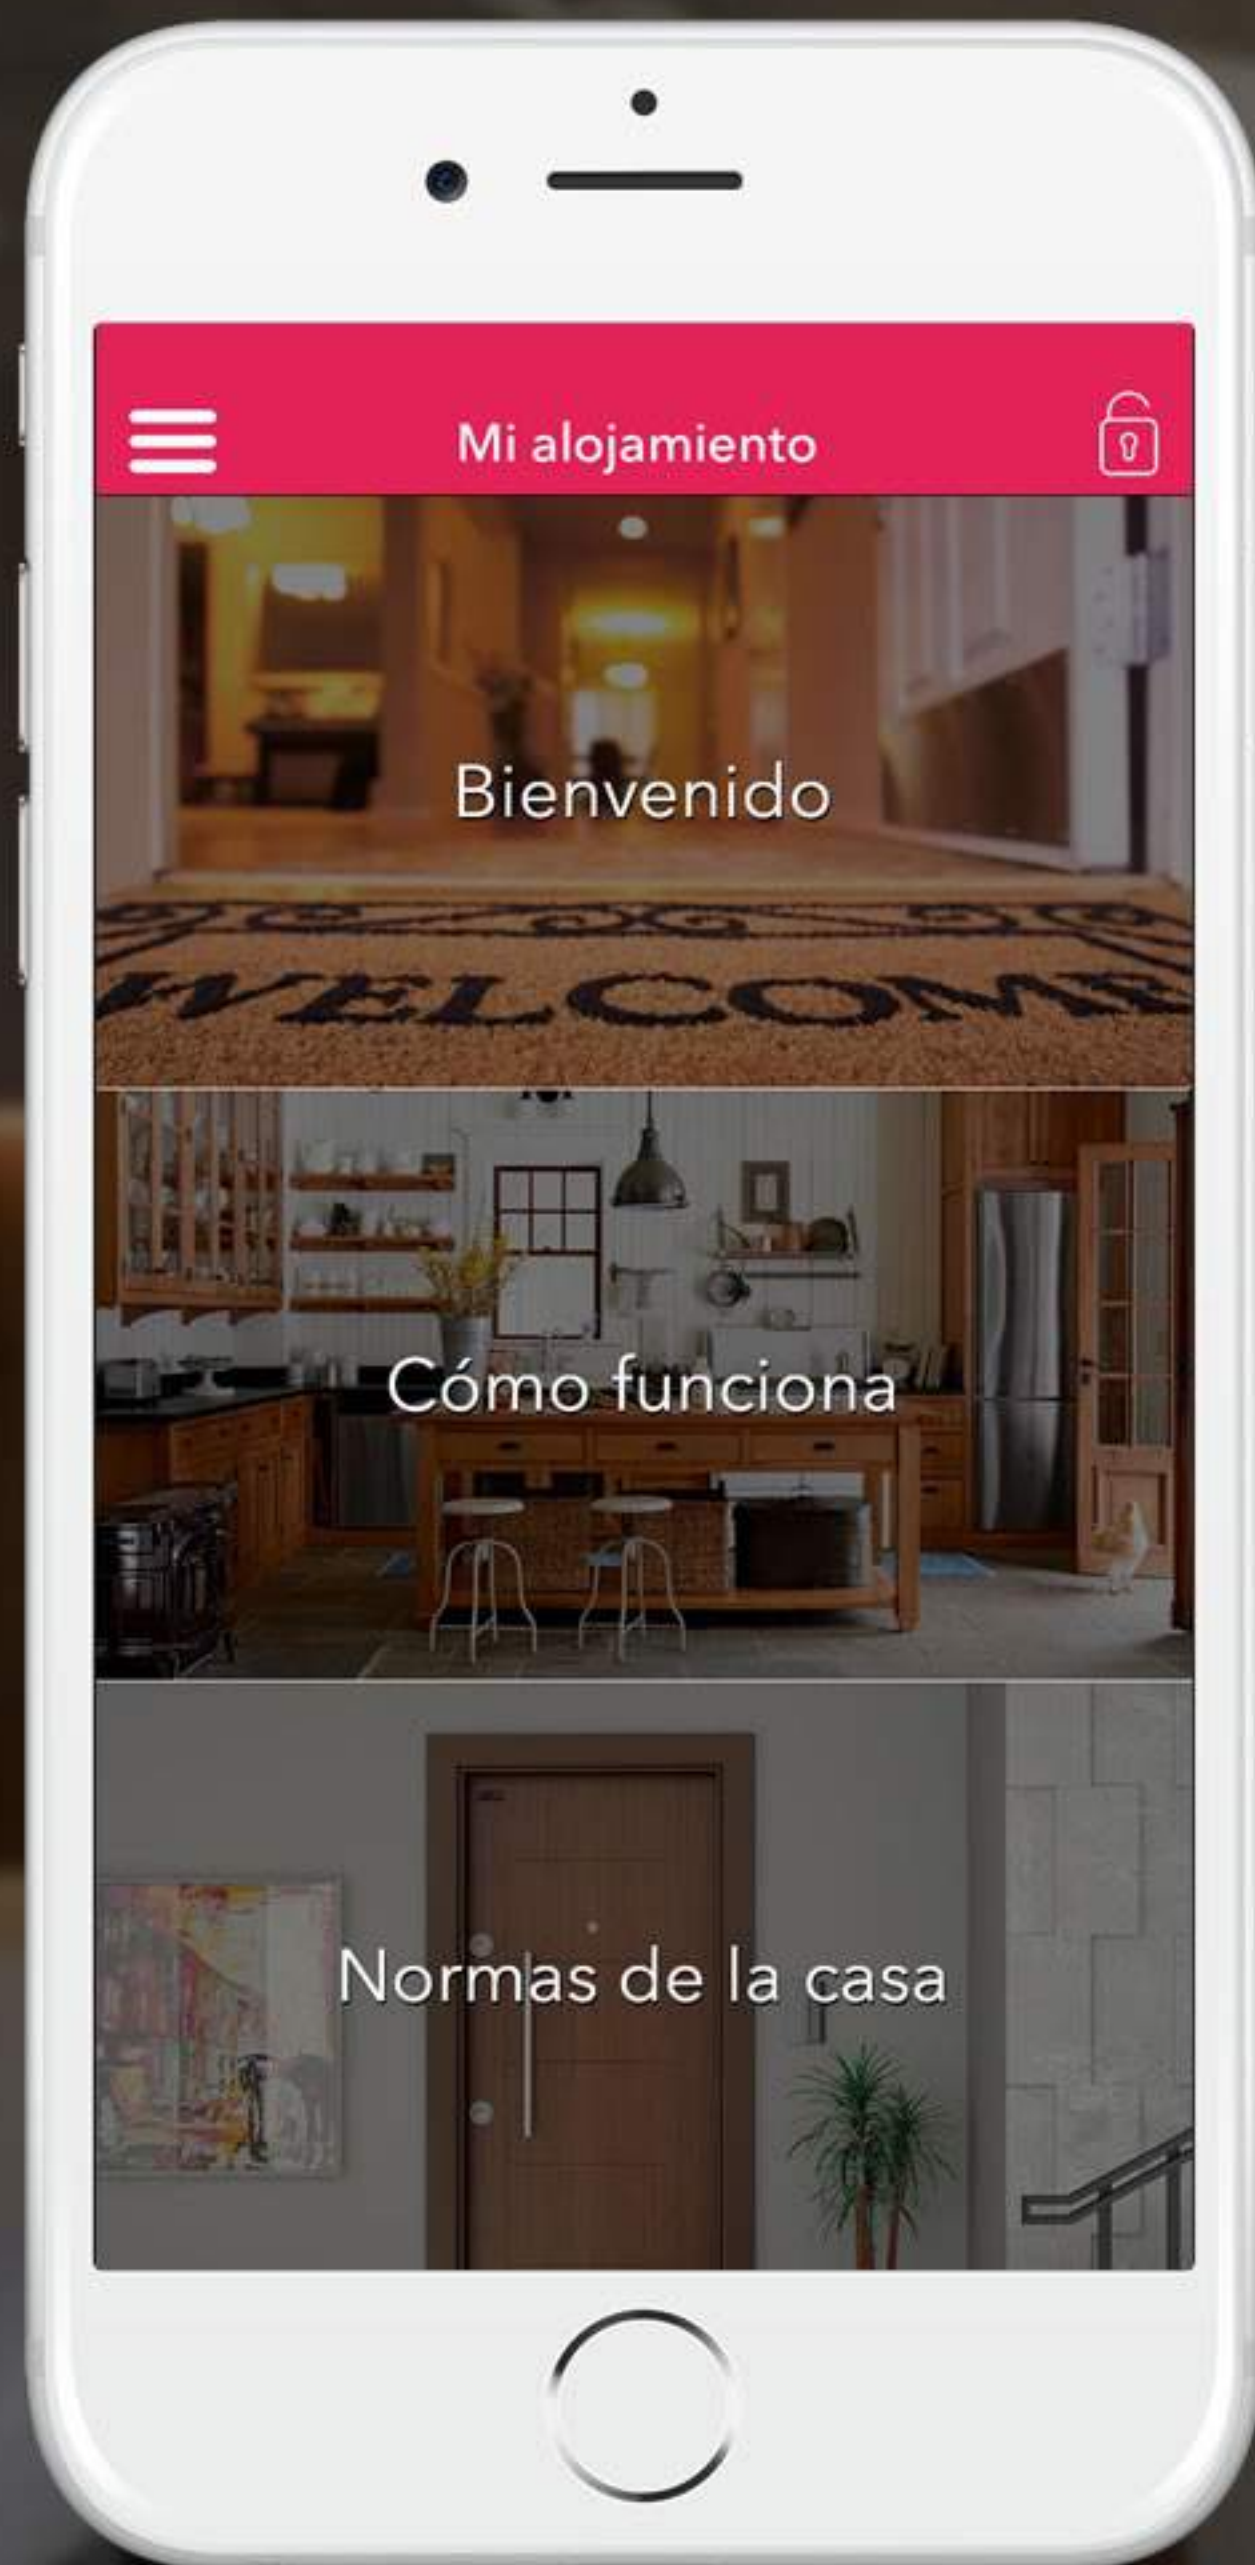 Mi alojamiento
Bienvenido
WELCOME
Cómo funciona
Normas de la casa